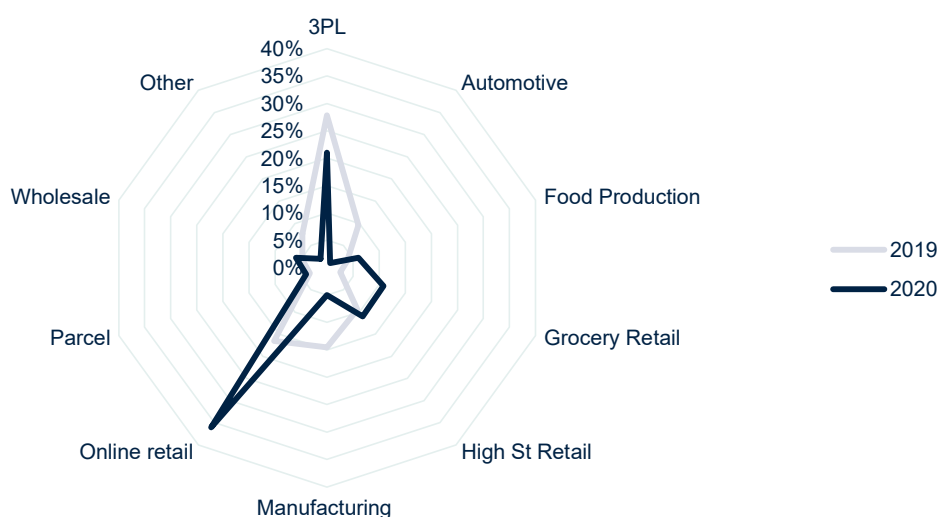 3PL
40%
35%
30%
25%
20%
15%
10%
5%
0%
Automotive
Food Production
Grocery Retail
High St Retail
Manufacturing
Online retail
Parcel
Wholesale
Other
2019
2020